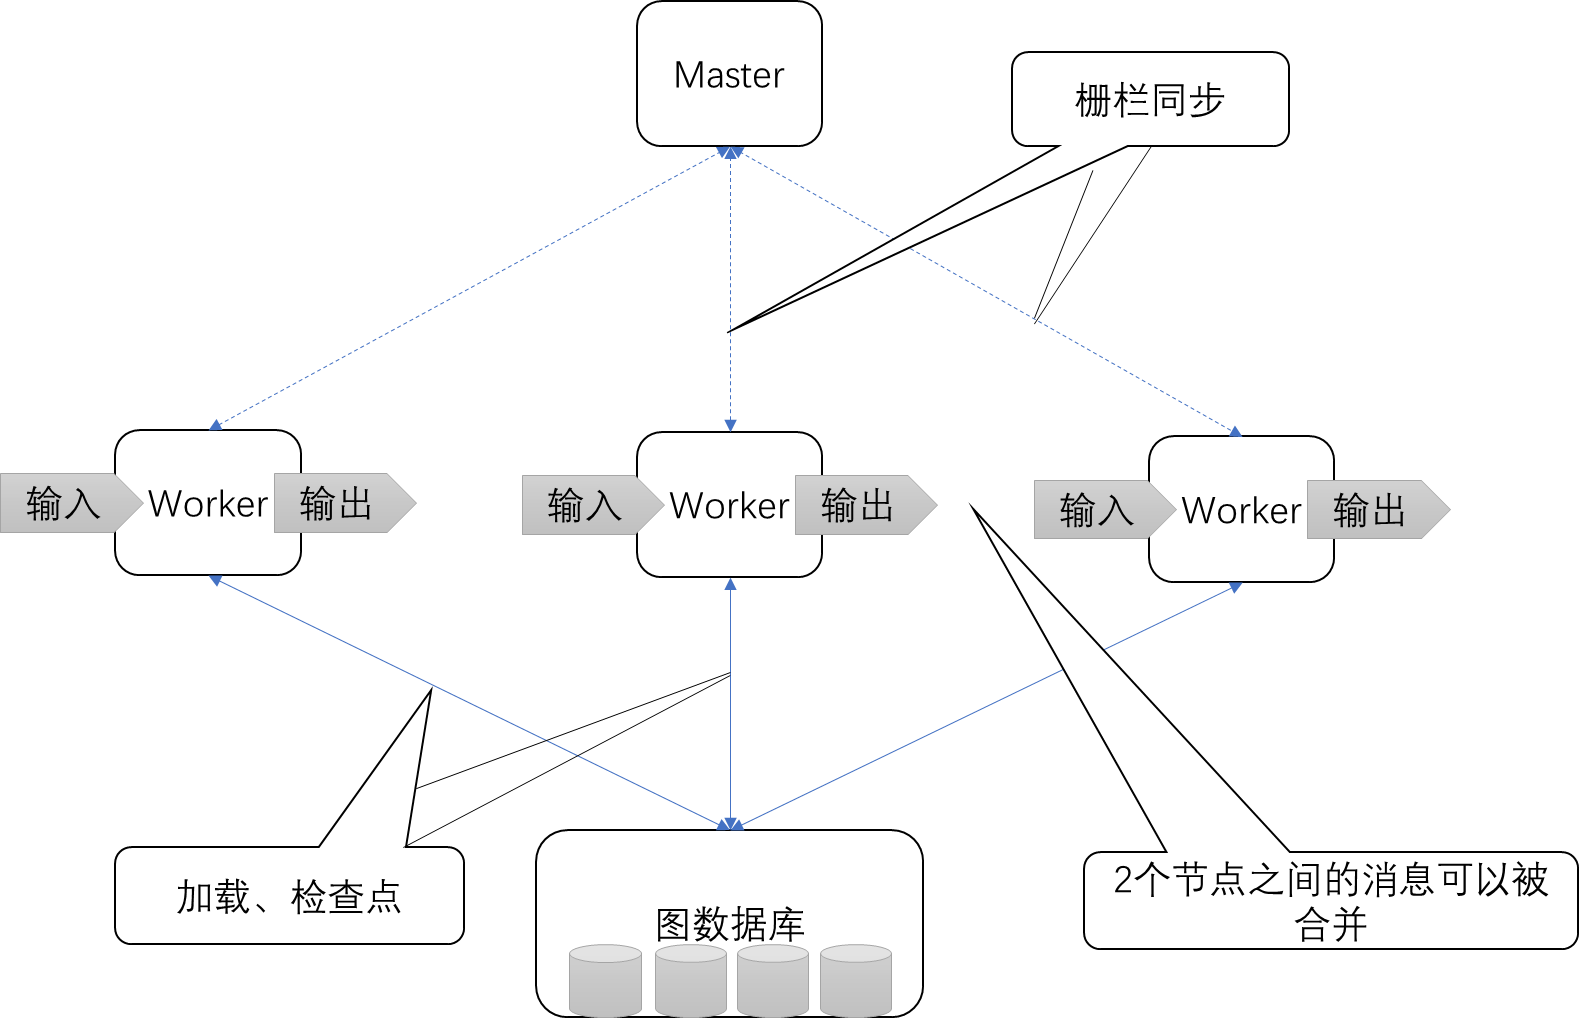 Master
栅栏同步
输入
Worker
输出
输入
Worker
输出
输入
Worker
输出
加载、检查点
图数据库
2个节点之间的消息可以被
合并